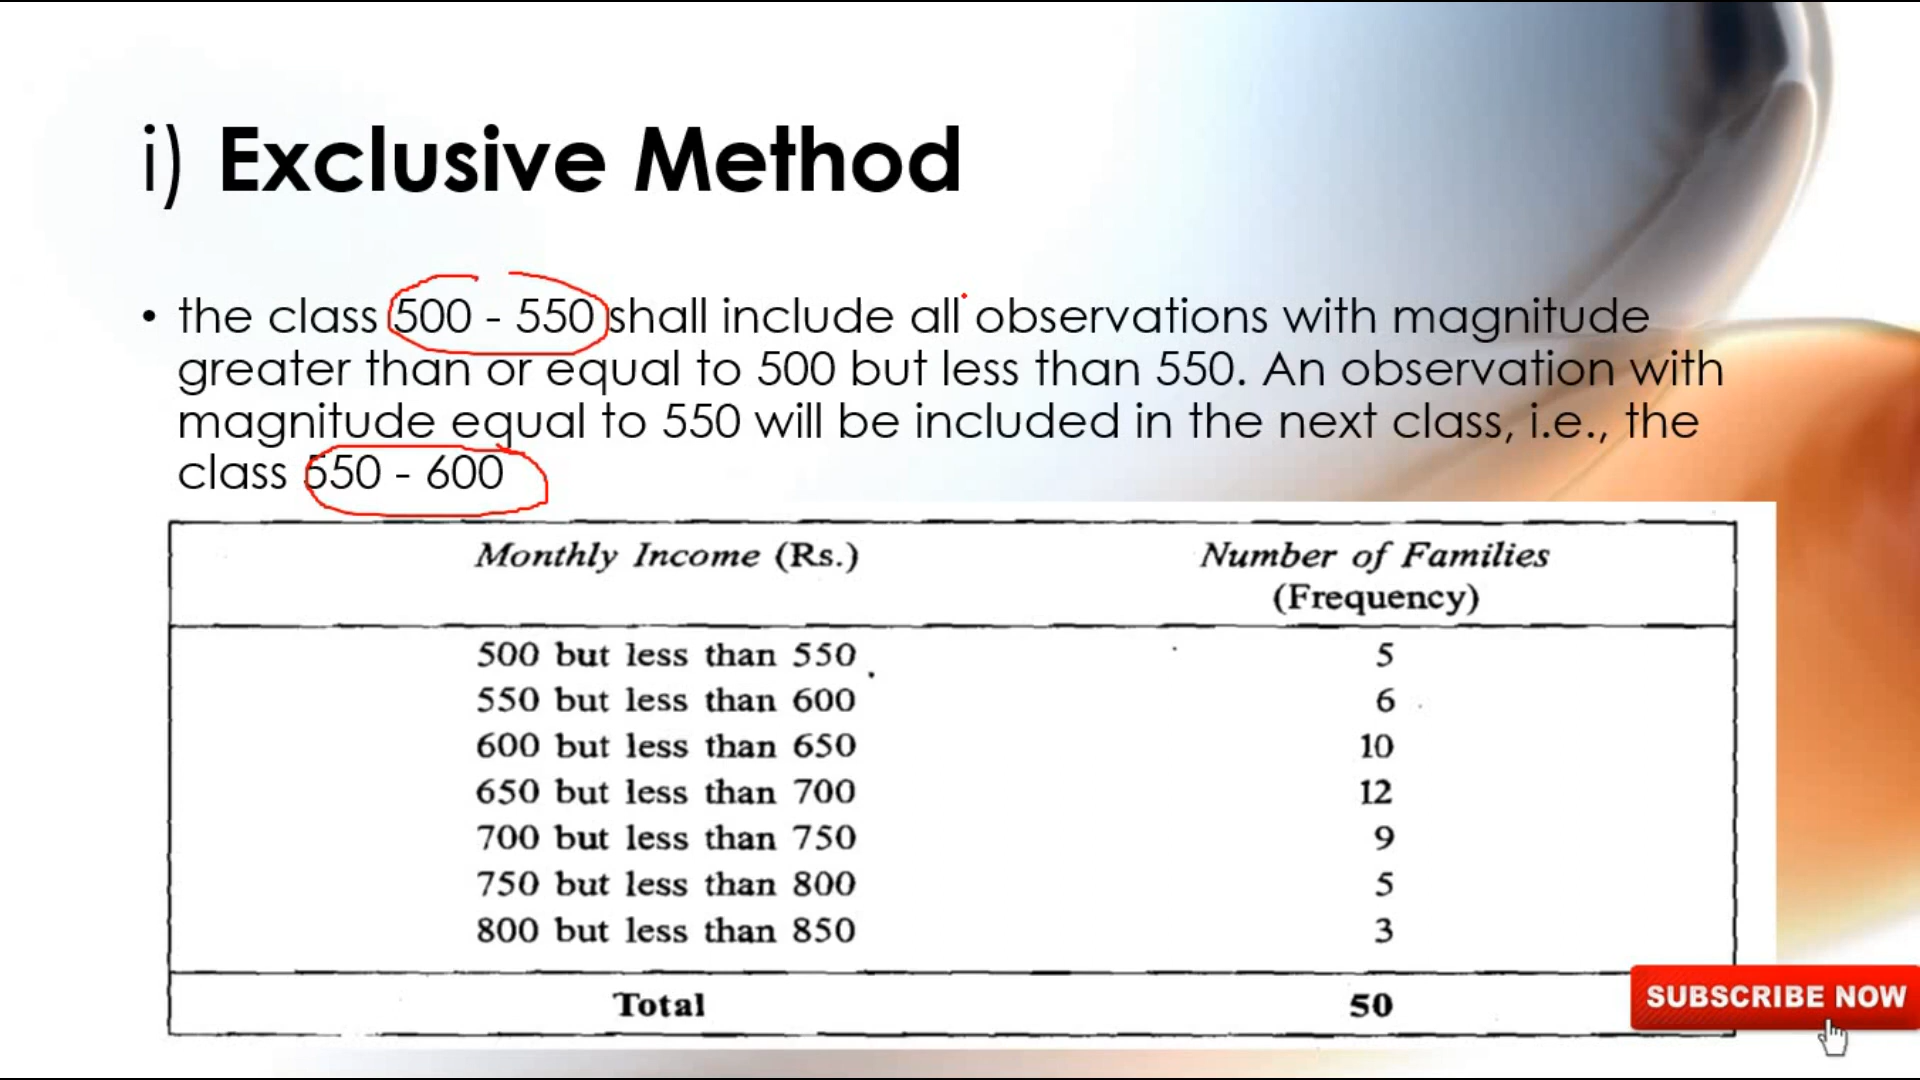 i) Exclusive Method
• the class 500 - 550 shall include all observations with magnitude
greater than or equal to 500 but less than 550. An observation with
magnitude equal to 550 will be included in the next class, i.e., the
class 550 - 600
Monthly Income (Rs.) Number of Families
(Frequency)
500 but less than 550 5
550 but less than 600 6
600 but less than 650 10
650 but less than 700 12
700 but less than 750 9
750 but less than 800 5
800 but less than 850 3
Total 50
SUBSCRIBE NOW